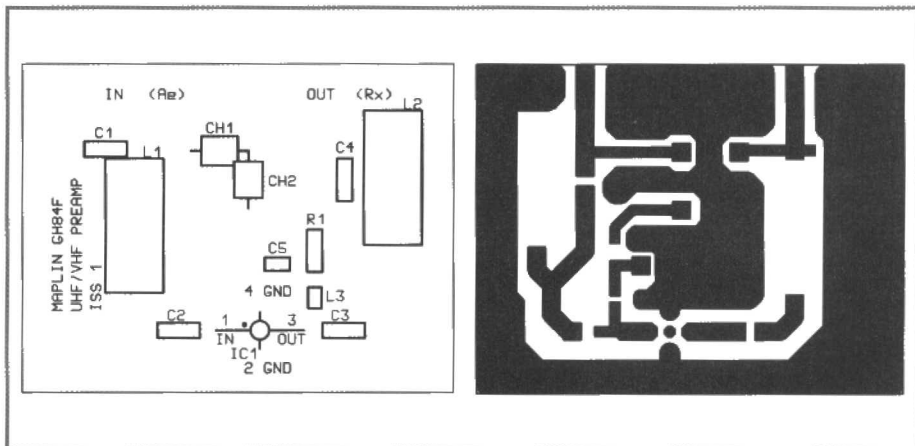 IN (Ae)
OUT (Rx)
L2
C1
CH1
C4
L1
CH2
MAPLIN GH84F
UHF/VHF PREAMP
ISS 1
R1
C5
4 GND
L3
C2
1
3
C3
IN
OUT
IC1
2 GND